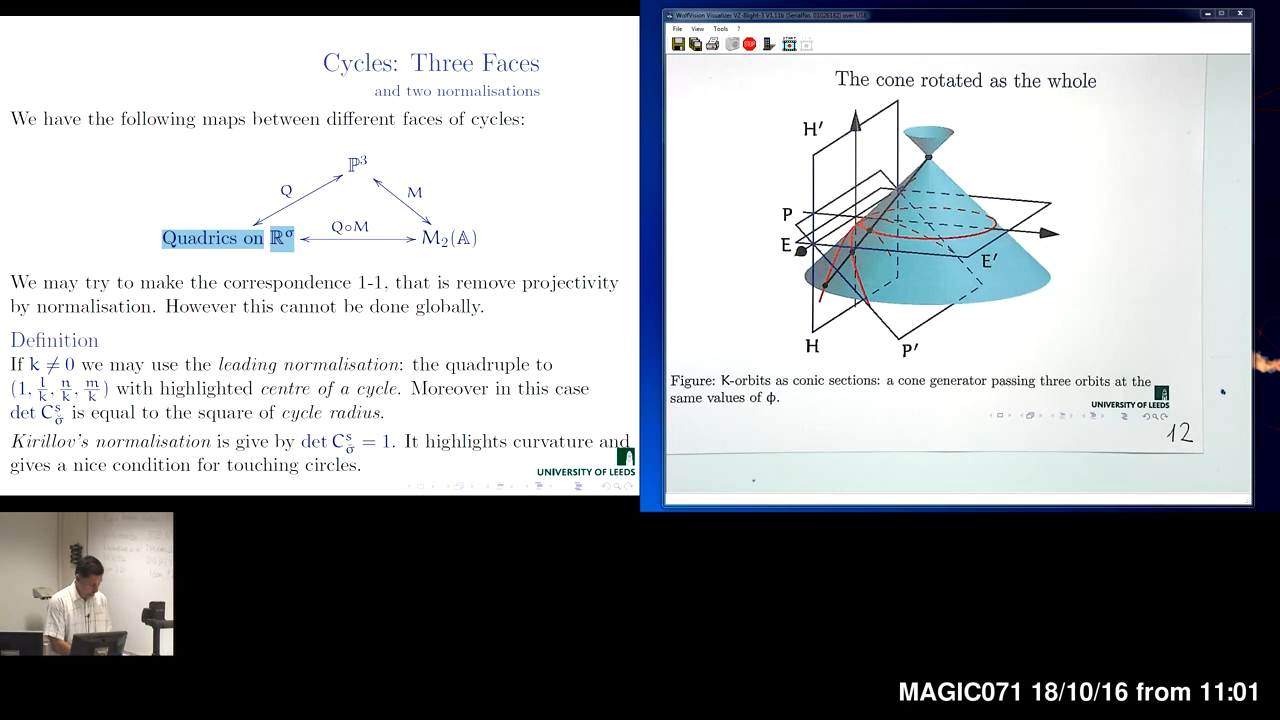 Cycles: Three Faces
and two normalisations
We have the following maps between different faces of cycles:
ℙ³
Q
M
Quadrics on ℝ^σ
Q∘M
M₂(𝔸)
We may try to make the correspondence 1-1, that is remove projectivity
by normalisation. However this cannot be done globally.
Definition
If k ≠ 0 we may use the leading normalisation: the quadruple to
(1, l/k, n/k, m/k) with highlighted centre of a cycle. Moreover in this case
det C^s_σ̆ is equal to the square of cycle radius.
Kirillov's normalisation is give by det C^s_σ̆ = 1. It highlights curvature and
gives a nice condition for touching circles.
UNIVERSITY OF LEEDS
File View Tools ?
The cone rotated as the whole
H′
P
E
E′
H
P′
Figure: K-orbits as conic sections: a cone generator passing three orbits at the
same values of ϕ.
UNIVERSITY OF LEEDS
12
MAGIC071 18/10/16 from 11:01